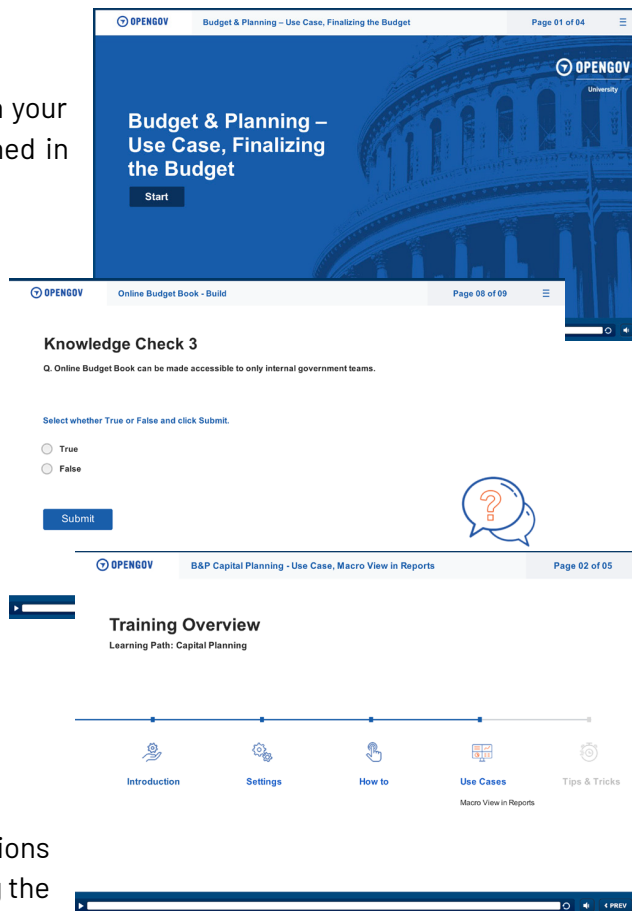 OPENGOV Budget & Planning – Use Case, Finalizing the Budget Page 01 of 04
OPENGOV
University
your
ned in
Budget & Planning –
Use Case, Finalizing
the Budget
Start
OPENGOV Online Budget Book - Build Page 08 of 09
Knowledge Check 3
Q. Online Budget Book can be made accessible to only internal government teams.
Select whether True or False and click Submit.
True
False
?
Submit
OPENGOV B&P Capital Planning - Use Case, Macro View in Reports Page 02 of 05
Training Overview
Learning Path: Capital Planning
Introduction Settings How to Use Cases Tips & Tricks
Macro View in Reports
ions
the
PREV